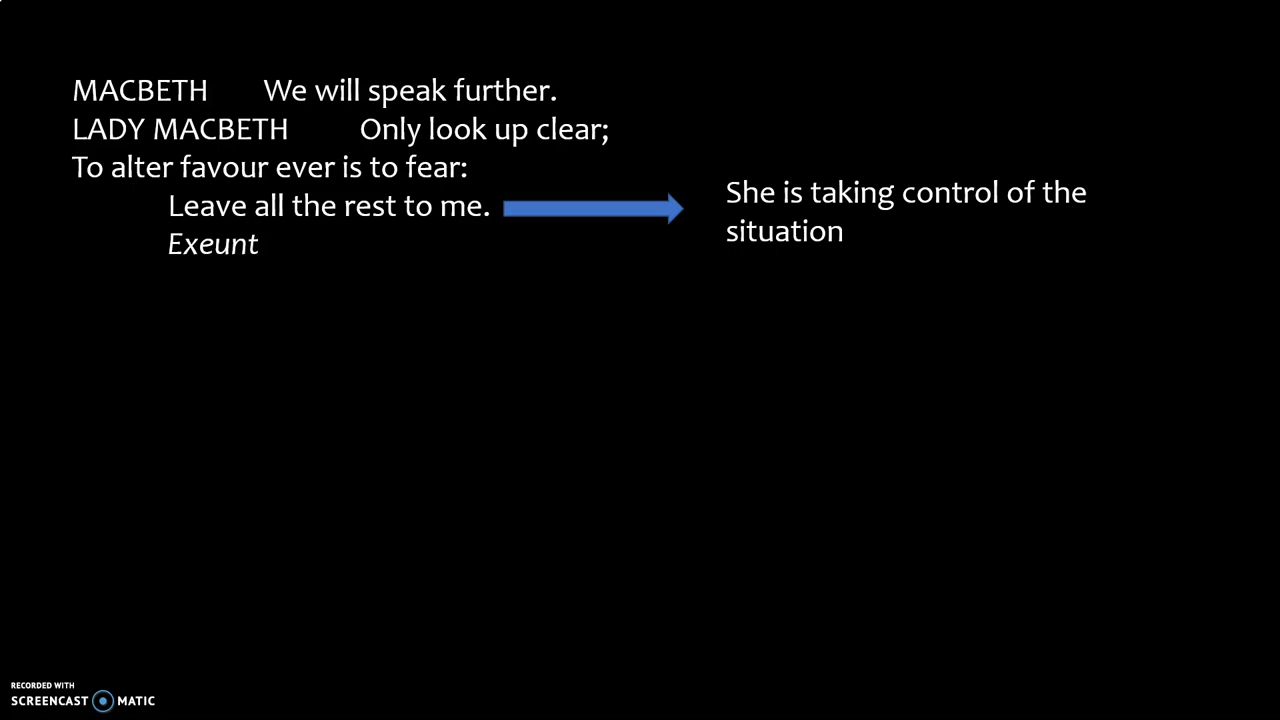 MACBETH We will speak further.
LADY MACBETH Only look up clear;
To alter favour ever is to fear:
Leave all the rest to me.
Exeunt
She is taking control of the
situation
RECORDED WITH
SCREENCAST MATIC